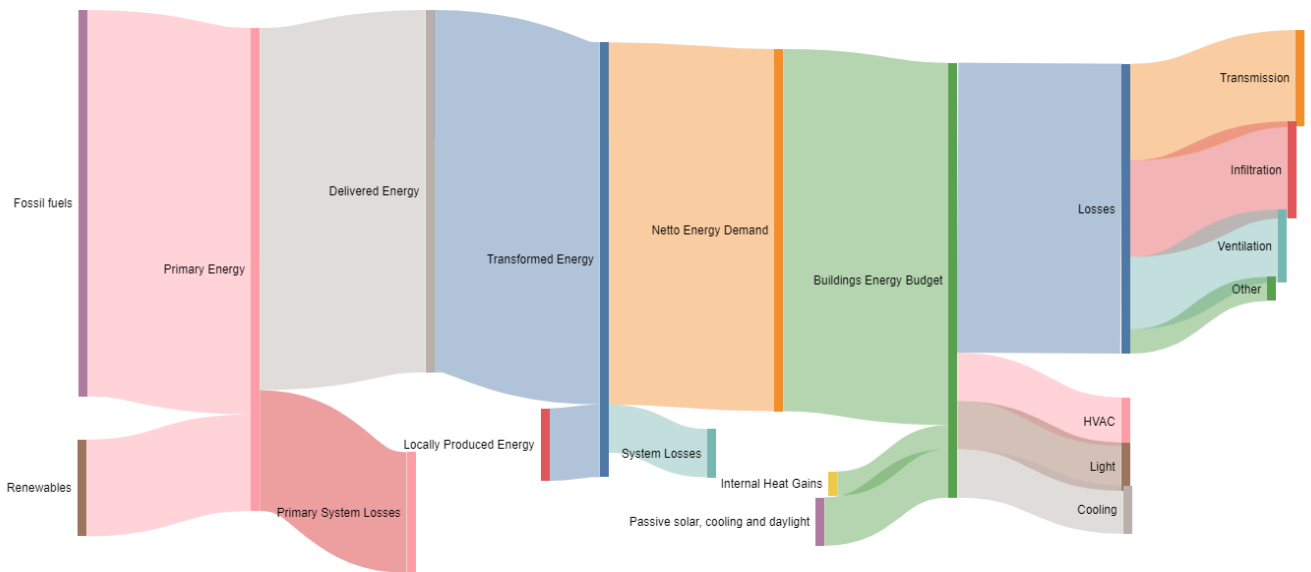 Fossil fuels
Renewables
Primary Energy
Primary System Losses
Delivered Energy
Locally Produced Energy
Transformed Energy
System Losses
Netto Energy Demand
Internal Heat Gains
Passive solar, cooling and daylight
Buildings Energy Budget
Losses
HVAC
Light
Cooling
Transmission
Infiltration
Ventilation
Other